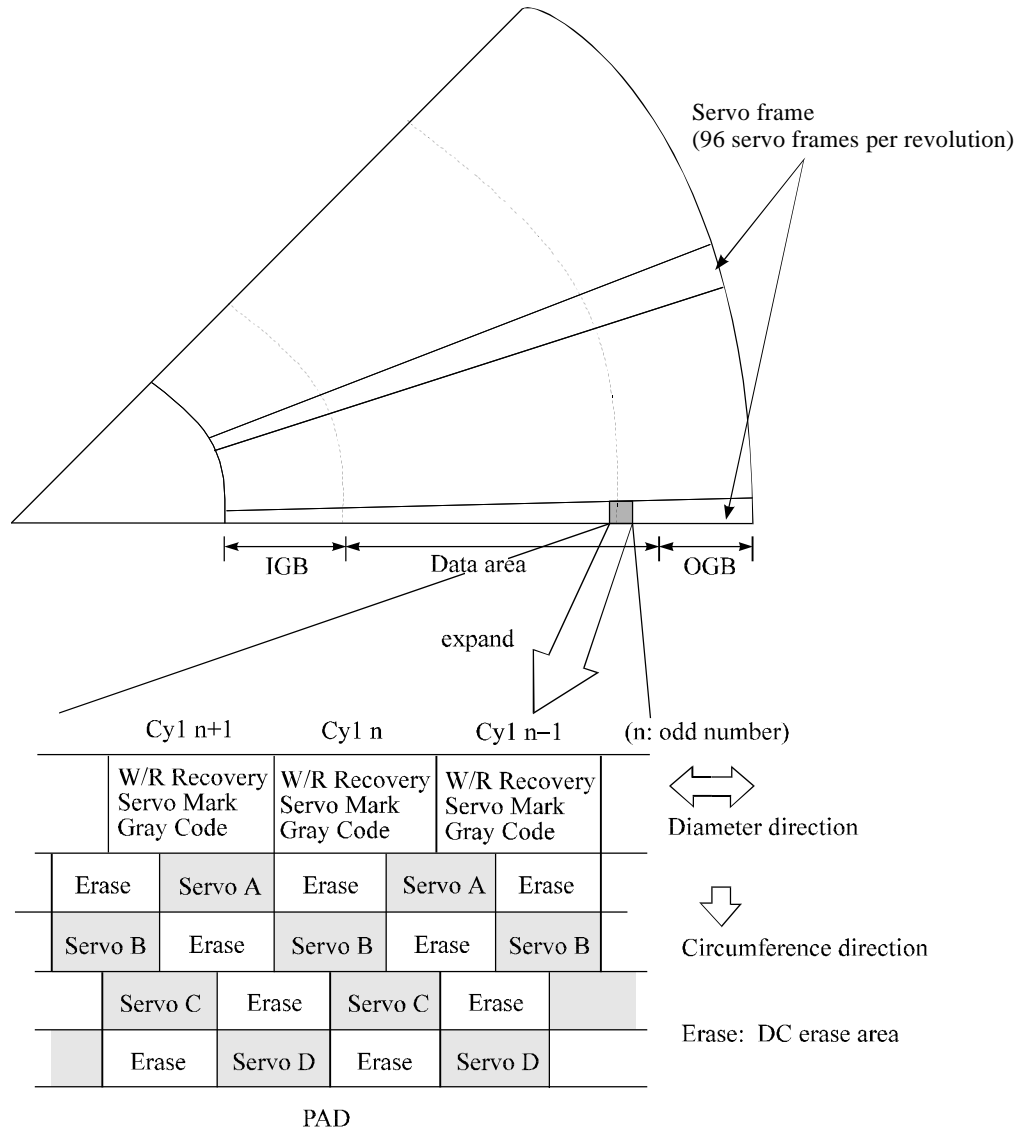 Servo frame
(96 servo frames per revolution)
IGB
Data area
OGB
expand
Cy1 n+1
Cy1 n
Cy1 n−1
(n: odd number)
W/R Recovery
Servo Mark
Gray Code
W/R Recovery
Servo Mark
Gray Code
W/R Recovery
Servo Mark
Gray Code
Diameter direction
Erase
Servo A
Erase
Servo A
Erase
Servo B
Erase
Servo B
Erase
Servo B
Circumference direction
Servo C
Erase
Servo C
Erase
Erase: DC erase area
Erase
Servo D
Erase
Servo D
PAD